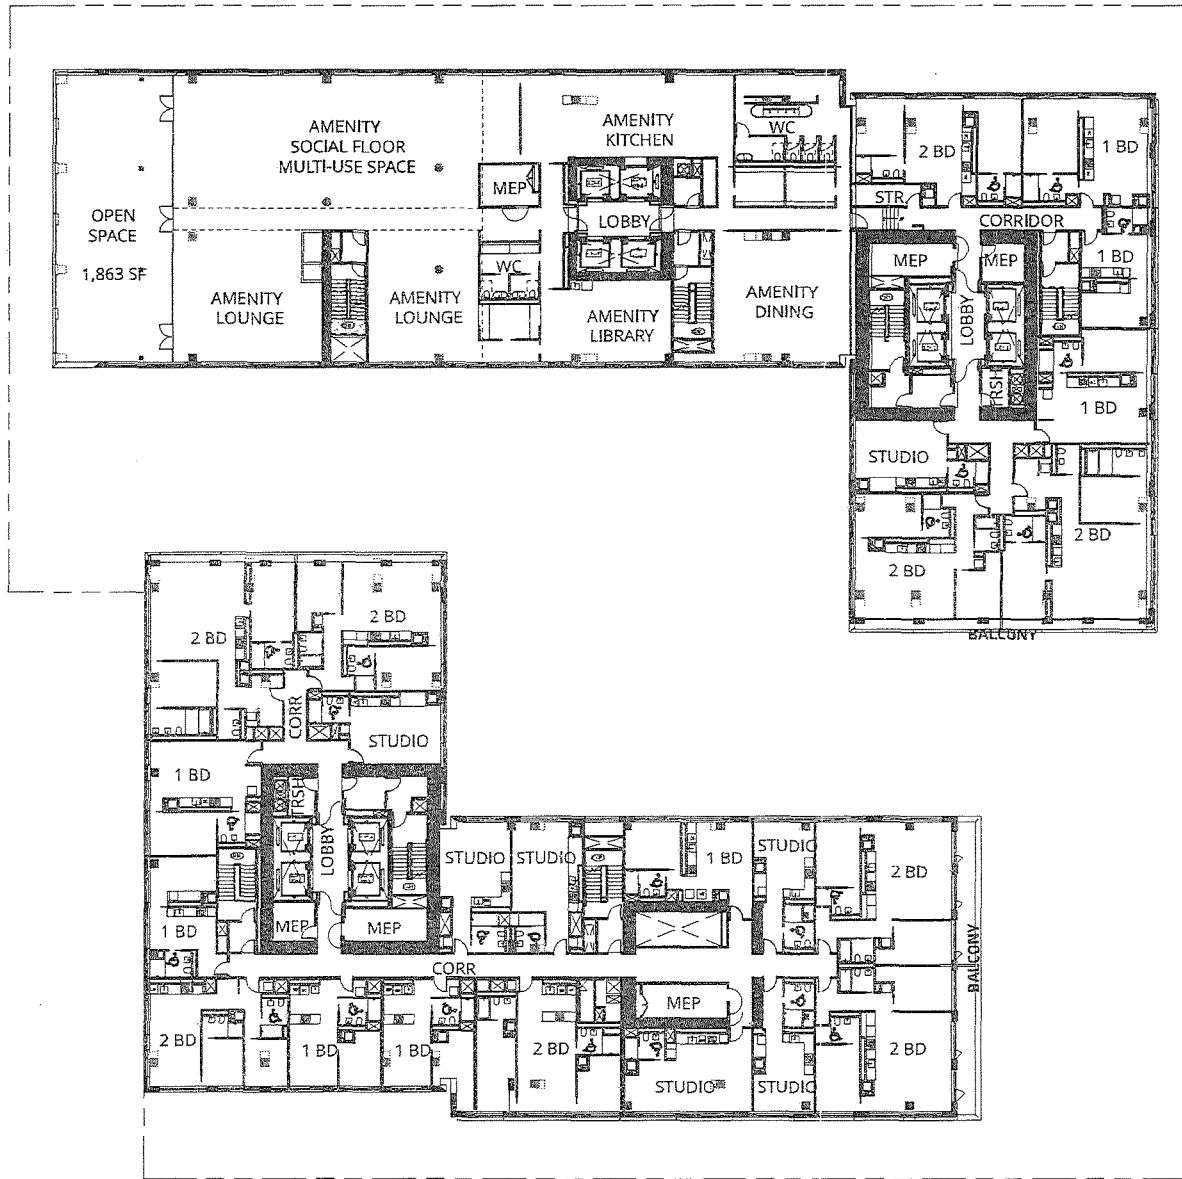 AMENITY
SOCIAL FLOOR
MULTI-USE SPACE
AMENITY
KITCHEN
WC
2 BD
1 BD
MEP
STR
OPEN
SPACE
1,863 SF
LOBBY
CORRIDOR
WC
MEP
MEP
1 BD
AMENITY
LOUNGE
AMENITY
LOUNGE
AMENITY
LIBRARY
AMENITY
DINING
LOBBY
TRSH
1 BD
STUDIO
2 BD
2 BD
BALCONY
2 BD
2 BD
CORR
STUDIO
1 BD
TRSH
LOBBY
STUDIO
STUDIO
1 BD
STUDIO
2 BD
MEP
MEP
1 BD
CORR
BALCONY
MEP
2 BD
1 BD
1 BD
2 BD
STUDIO
STUDIO
2 BD